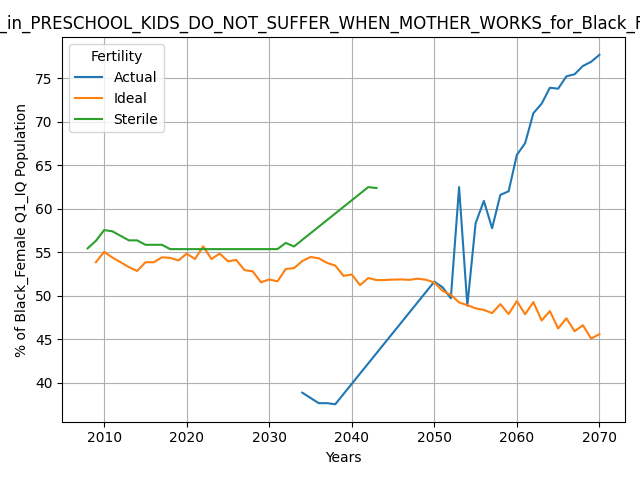 _in_PRESCHOOL_KIDS_DO_NOT_SUFFER_WHEN_MOTHER_WORKS_for_Black_F
Fertility
Actual
Ideal
Sterile
% of Black_Female Q1_IQ Population
75
70
65
60
55
50
45
40
2010 2020 2030 2040 2050 2060 2070
Years